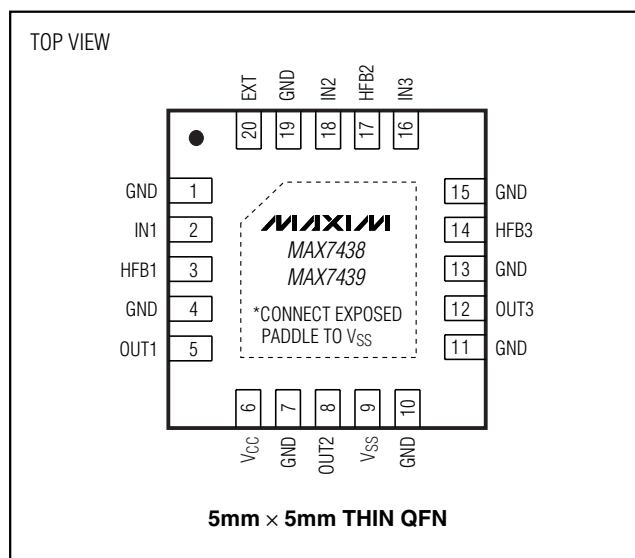 TOP VIEW
EXT
GND
IN2
HFB2
IN3
20
19
18
17
16
GND 1
IN1 2
HFB1 3
GND 4
OUT1 5
MAXIM
MAX7438
MAX7439
*CONNECT EXPOSED
PADDLE TO VSS
15 GND
14 HFB3
13 GND
12 OUT3
11 GND
6
7
8
9
10
VCC
GND
OUT2
VSS
GND
5mm × 5mm THIN QFN